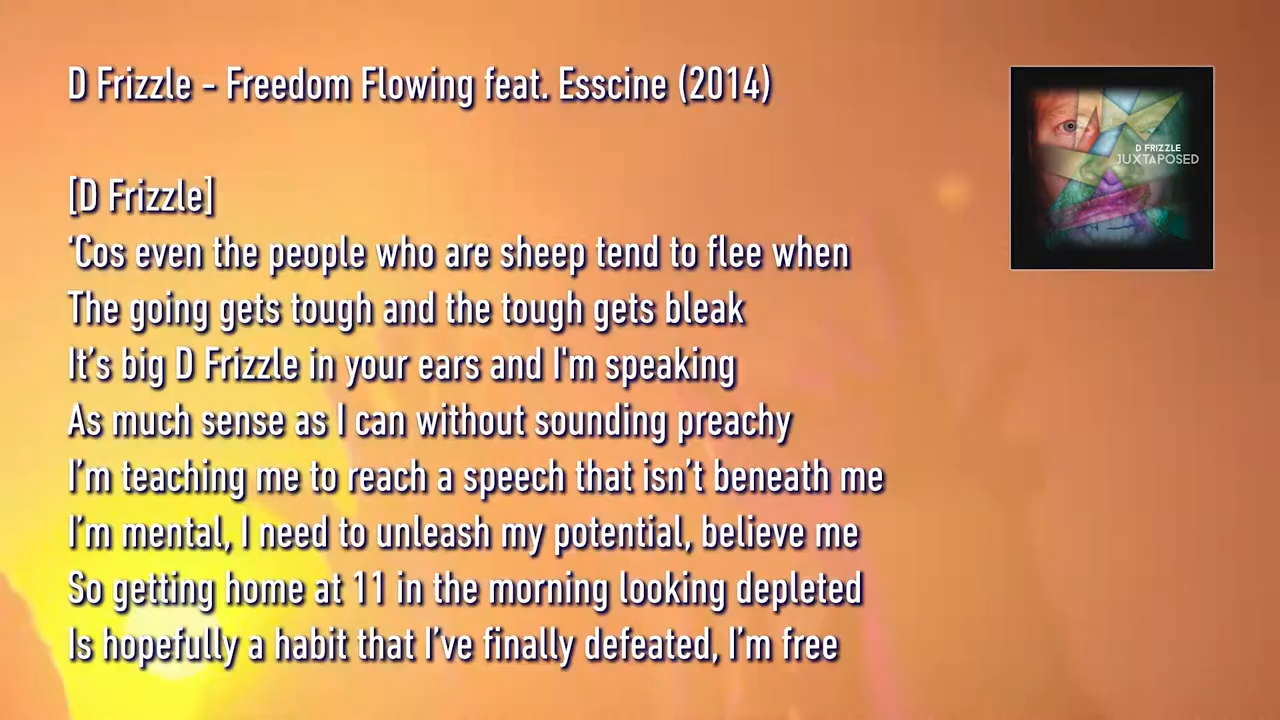 D Frizzle - Freedom Flowing feat. Esscine (2014)
D FRIZZLE
JUXTAPOSED
[D Frizzle]
‘Cos even the people who are sheep tend to flee when
The going gets tough and the tough gets bleak
It’s big D Frizzle in your ears and I'm speaking
As much sense as I can without sounding preachy
I’m teaching me to reach a speech that isn’t beneath me
I’m mental, I need to unleash my potential, believe me
So getting home at 11 in the morning looking depleted
Is hopefully a habit that I’ve finally defeated, I’m free